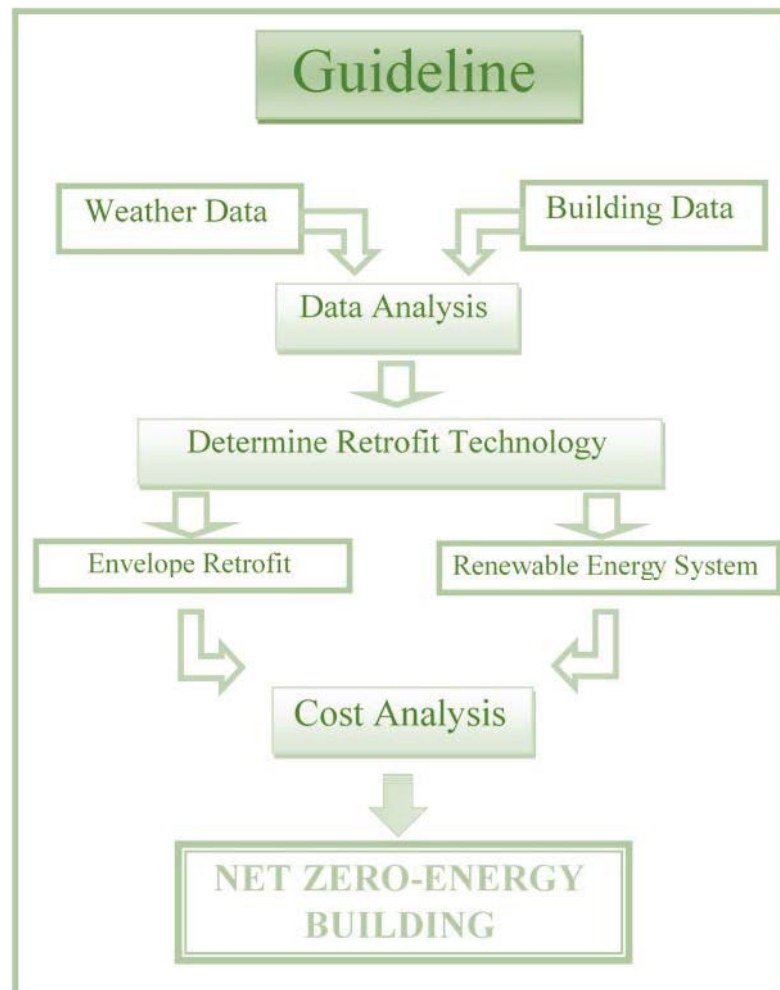 Guideline
Weather Data
Building Data
Data Analysis
Determine Retrofit Technology
Envelope Retrofit
Renewable Energy System
Cost Analysis
NET ZERO-ENERGY
BUILDING